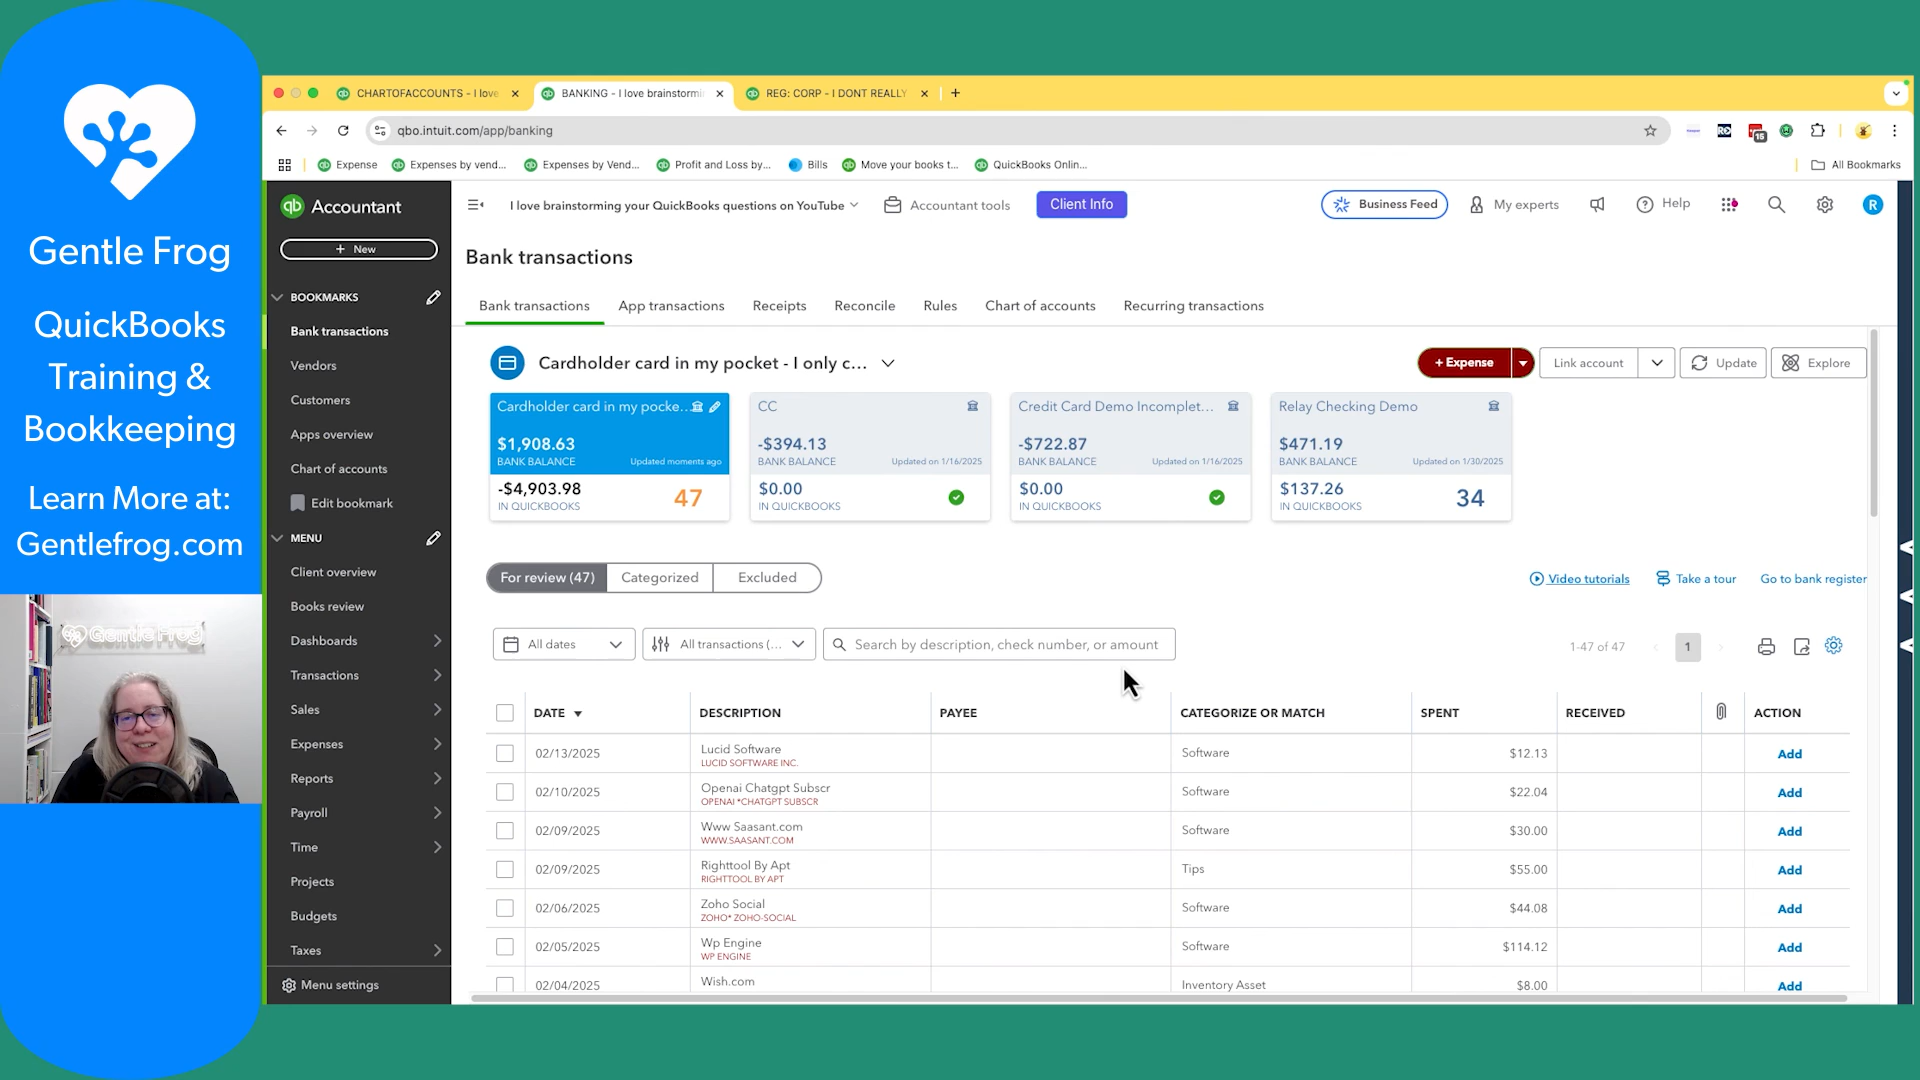 Gentle Frog
QuickBooks
Training &
Bookkeeping
Learn More at:
Gentlefrog.com
Gentle Frog
CHARTOFACCOUNTS - I love
BANKING - I love brainstormi
REG: CORP - I DONT REALLY
qbo.intuit.com/app/banking
15
Expense
Expenses by vend...
Expenses by Vend...
Profit and Loss by...
Bills
Move your books t...
QuickBooks Onlin...
All Bookmarks
qb Accountant
+ New
BOOKMARKS
Bank transactions
Vendors
Customers
Apps overview
Chart of accounts
Edit bookmark
MENU
Client overview
Books review
Dashboards
Transactions
Sales
Expenses
Reports
Payroll
Time
Projects
Budgets
Taxes
Menu settings
I love brainstorming your QuickBooks questions on YouTube
Accountant tools
Client Info
Business Feed
My experts
Help
R
Bank transactions
Bank transactions
App transactions
Receipts
Reconcile
Rules
Chart of accounts
Recurring transactions
Cardholder card in my pocket - I only c...
+ Expense
Link account
Update
Explore
Cardholder card in my pocke...
$1,908.63
BANK BALANCE
Updated moments ago
-$4,903.98
IN QUICKBOOKS
47
CC
-$394.13
BANK BALANCE
Updated on 1/16/2025
$0.00
IN QUICKBOOKS
Credit Card Demo Incomplet...
-$722.87
BANK BALANCE
Updated on 1/16/2025
$0.00
IN QUICKBOOKS
Relay Checking Demo
$471.19
BANK BALANCE
Updated on 1/30/2025
$137.26
IN QUICKBOOKS
34
For review (47)
Categorized
Excluded
Video tutorials
Take a tour
Go to bank register
All dates
All transactions (...
Search by description, check number, or amount
1-47 of 47
1
DATE DESCRIPTION PAYEE CATEGORIZE OR MATCH SPENT RECEIVED ACTION
02/13/2025 Lucid Software Software $12.13 Add
LUCID SOFTWARE INC.
02/10/2025 Openai Chatgpt Subscr Software $22.04 Add
OPENAI *CHATGPT SUBSCR
02/09/2025 Www Saasant.com Software $30.00 Add
WWW.SAASANT.COM
02/09/2025 Righttool By Apt Tips $55.00 Add
RIGHTTOOL BY APT
02/06/2025 Zoho Social Software $44.08 Add
ZOHO* ZOHO-SOCIAL
02/05/2025 Wp Engine Software $114.12 Add
WP ENGINE
02/04/2025 Wish.com Inventory Asset $8.00 Add